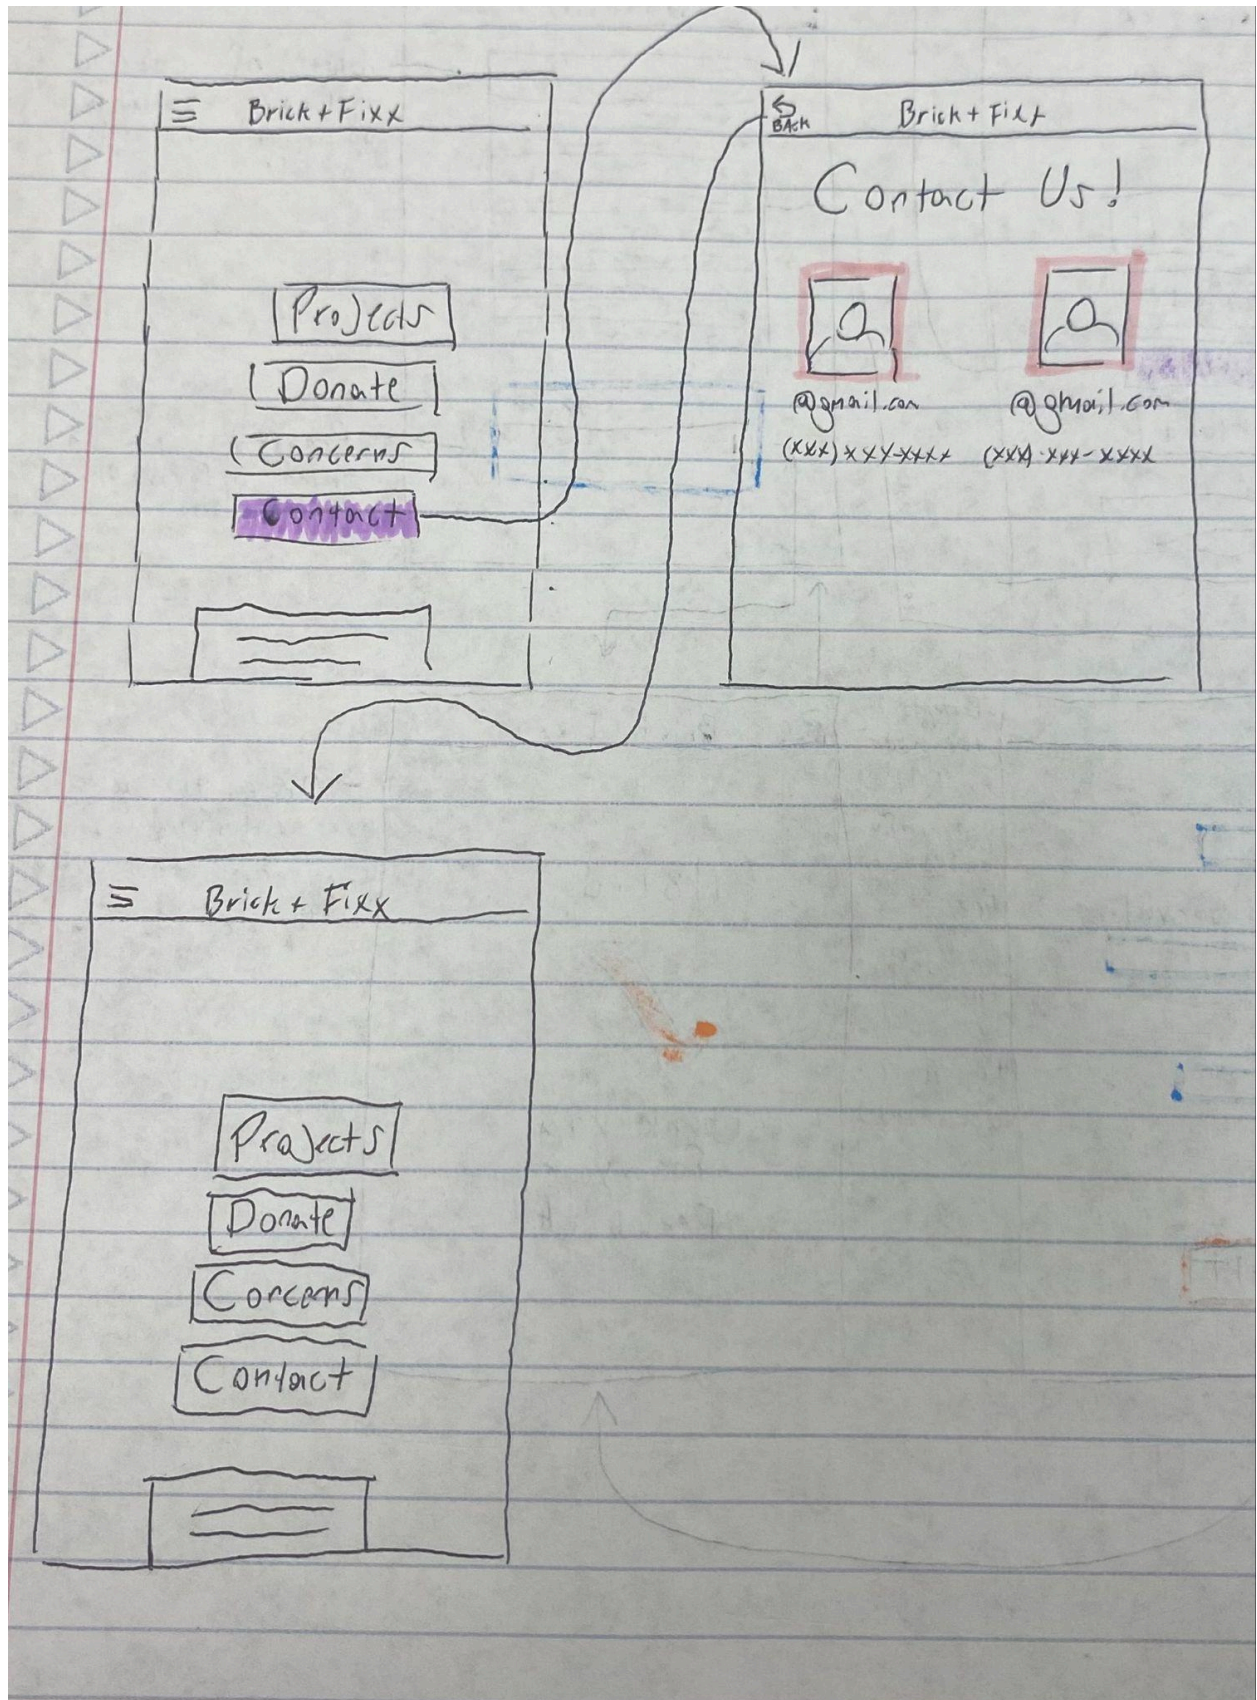 Brick + Fixx
Projects
Donate
Concerns
Contact
BACK
Brick + Fixx
Contact Us!
@gmail.com
@gmail.com
(xxx) xxx-xxxx
(xxx) xxx-xxxx
Brick + Fixx
Projects
Donate
Concerns
Contact